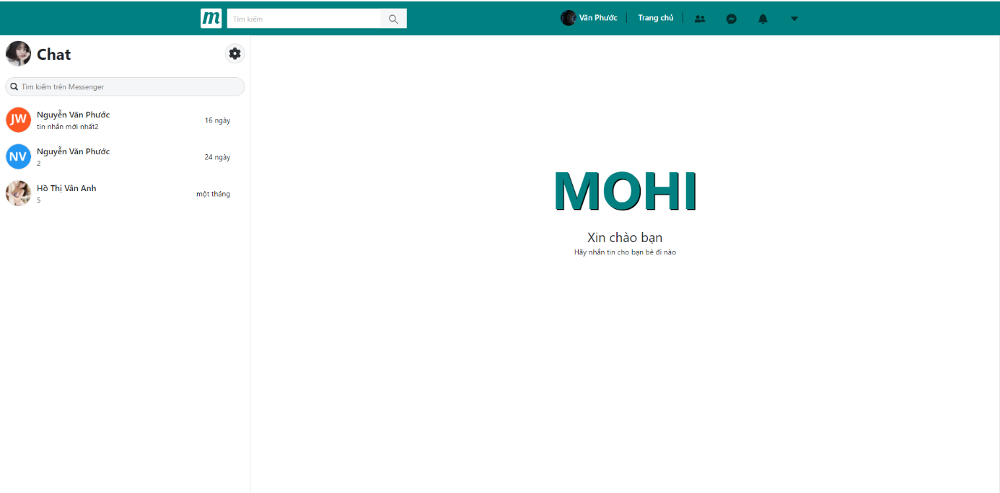 m
Tìm kiếm
Văn Phước
Trang chủ
Chat
Tìm kiếm trên Messenger
JW
Nguyễn Văn Phước
tin nhắn mới nhất2
16 ngày
NV
Nguyễn Văn Phước
2
24 ngày
Hồ Thị Vân Anh
5
một tháng
MOHI
Xin chào bạn
Hãy nhắn tin cho bạn bè đi nào